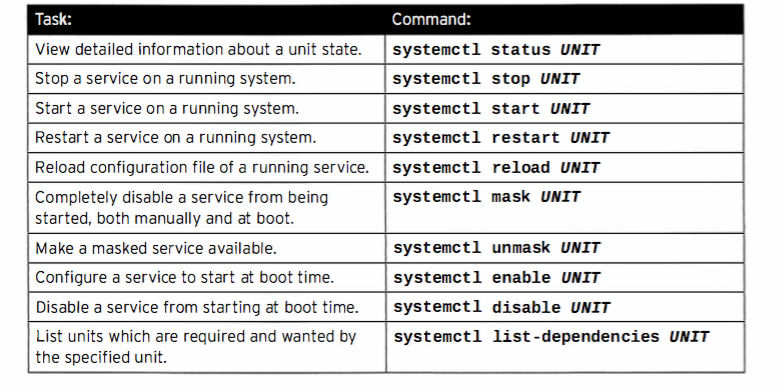 Task: Command:
View detailed information about a unit state. systemctl status UNIT
Stop a service on a running system. systemctl stop UNIT
Start a service on a running system. systemctl start UNIT
Restart a service on a running system. systemctl restart UNIT
Reload configuration file of a running service. systemctl reload UNIT
Completely disable a service from being systemctl mask UNIT
started, both manually and at boot.
Make a masked service available. systemctl unmask UNIT
Configure a service to start at boot time. systemctl enable UNIT
Disable a service from starting at boot time. systemctl disable UNIT
List units which are required and wanted by systemctl list-dependencies UNIT
the specified unit.